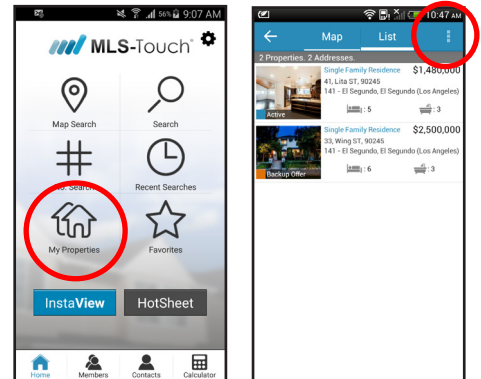 56% 9:07 AM
MLS-Touch®
Map Search
Search
No. Search
Recent Searches
My Properties
Favorites
InstaView
HotSheet
Home
Members
Contacts
Calculator
10:47 AM
Map
List
2 Properties. 2 Addresses.
Single Family Residence $1,480,000
41, Lita ST, 90245
141 - El Segundo, El Segundo (Los Angeles)
: 5 : 3
Active
Single Family Residence $2,500,000
33, Wing ST, 90245
141 - El Segundo, El Segundo (Los Angeles)
: 6 : 3
Backup Offer